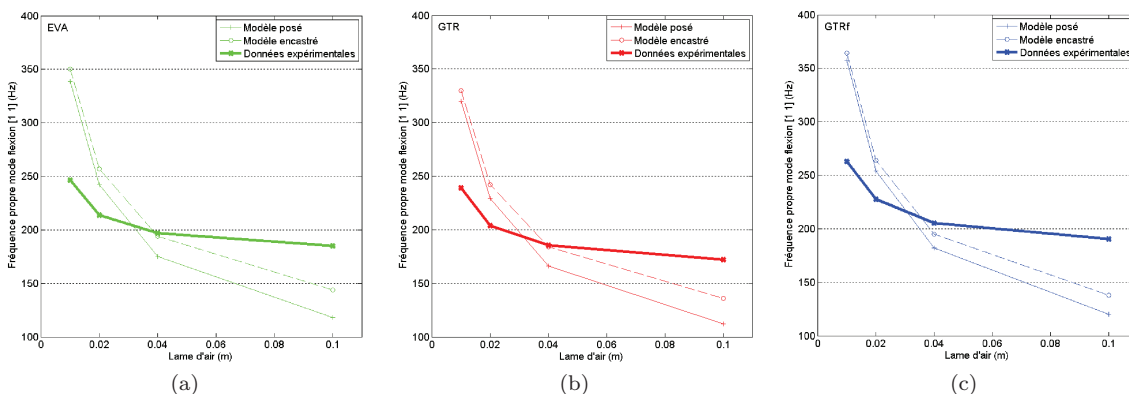 EVA
Modèle posé
Modèle encastré
Données expérimentales
Fréquence propre mode flexion [1 1] (Hz)
400
350
300
250
200
150
100
0
0.02
0.04
0.06
0.08
0.1
Lame d'air (m)
(a)
GTR
Modèle posé
Modèle encastré
Données expérimentales
Fréquence propre mode flexion [1 1] (Hz)
400
350
300
250
200
150
100
0
0.02
0.04
0.06
0.08
0.1
Lame d'air (m)
(b)
GTRf
Modèle posé
Modèle encastré
Données expérimentales
Fréquence propre mode flexion [1 1] (Hz)
400
350
300
250
200
150
100
0
0.02
0.04
0.06
0.08
0.1
Lame d'air (m)
(c)